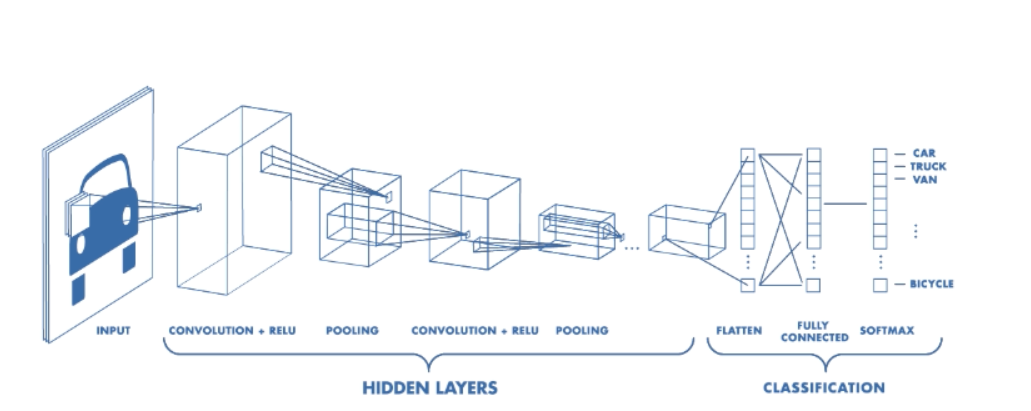 CAR
TRUCK
VAN
BICYCLE
INPUT
CONVOLUTION + RELU
POOLING
CONVOLUTION + RELU
POOLING
FLATTEN
FULLY
CONNECTED
SOFTMAX
HIDDEN LAYERS
CLASSIFICATION